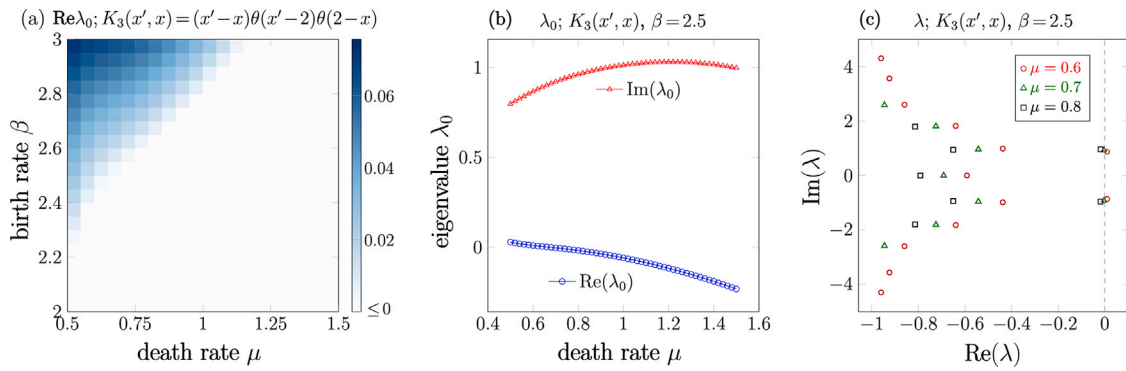 (a) Reλ₀; K₃(x′,x)=(x′−x)θ(x′−2)θ(2−x)
3
2.8
2.6
2.4
2.2
2
birth rate β
0.5
0.75
1
1.25
1.5
death rate μ
0.06
0.04
0.02
≤0
(b) λ₀; K₃(x′,x), β=2.5
1
0.5
0
eigenvalue λ₀
Im(λ₀)
Re(λ₀)
0.4
0.6
0.8
1
1.2
1.4
1.6
death rate μ
(c) λ; K₃(x′,x), β=2.5
4
2
0
−2
−4
Im(λ)
μ = 0.6
μ = 0.7
μ = 0.8
−1
−0.8
−0.6
−0.4
−0.2
0
Re(λ)